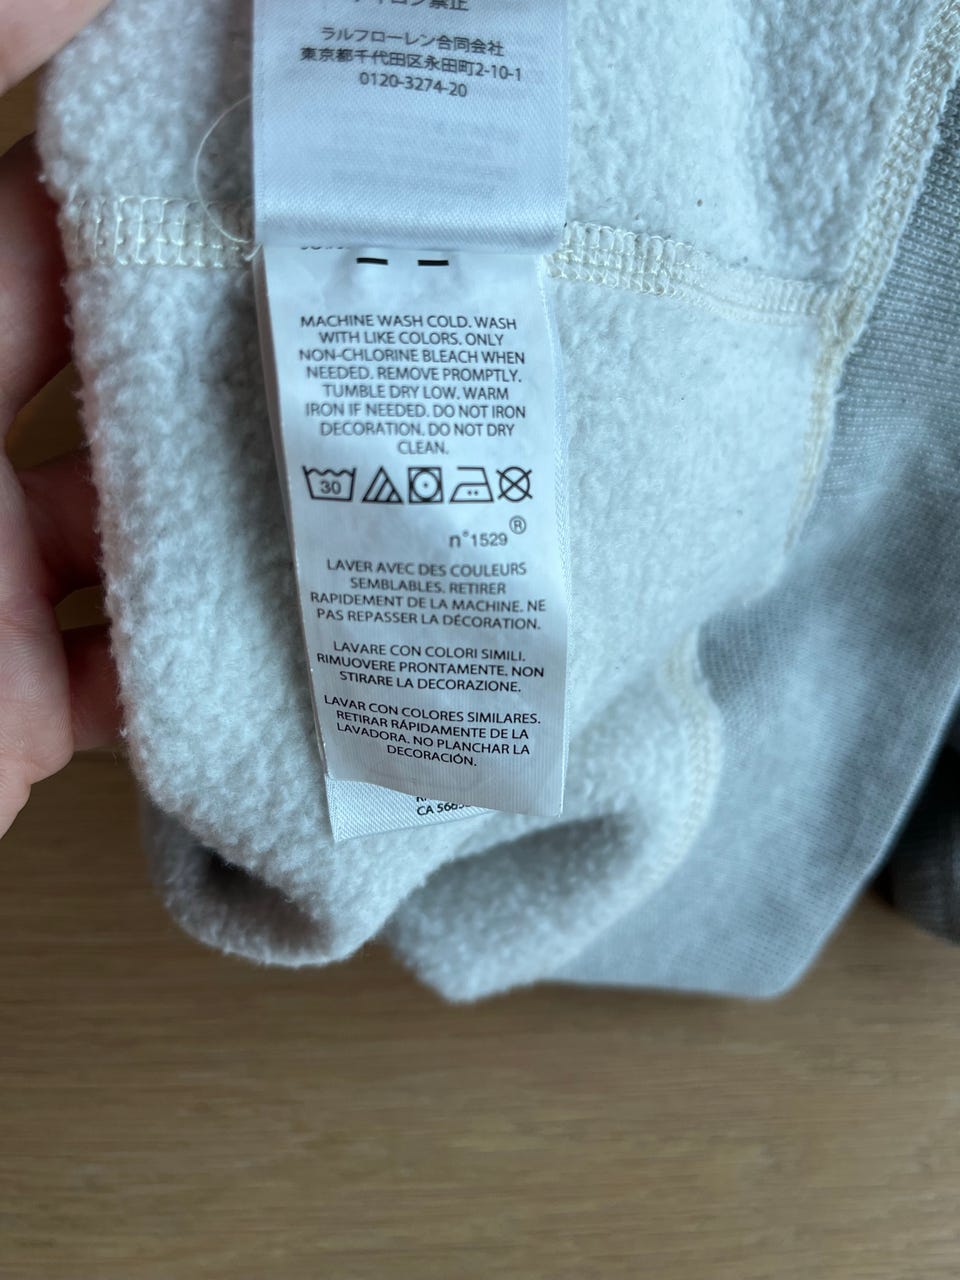 ラルフローレン合同会社
東京都千代田区永田町2-10-1
0120-3274-20
MACHINE WASH COLD. WASH
WITH LIKE COLORS. ONLY
NON-CHLORINE BLEACH WHEN
NEEDED. REMOVE PROMPTLY.
TUMBLE DRY LOW. WARM
IRON IF NEEDED. DO NOT IRON
DECORATION. DO NOT DRY
CLEAN.
30
n°1529®
LAVER AVEC DES COULEURS
SEMBLABLES. RETIRER
RAPIDEMENT DE LA MACHINE. NE
PAS REPASSER LA DÉCORATION.
LAVARE CON COLORI SIMILI.
RIMUOVERE PRONTAMENTE. NON
STIRARE LA DECORAZIONE.
LAVAR CON COLORES SIMILARES.
RETIRAR RÁPIDAMENTE DE LA
LAVADORA. NO PLANCHAR LA
DECORACIÓN.
CA